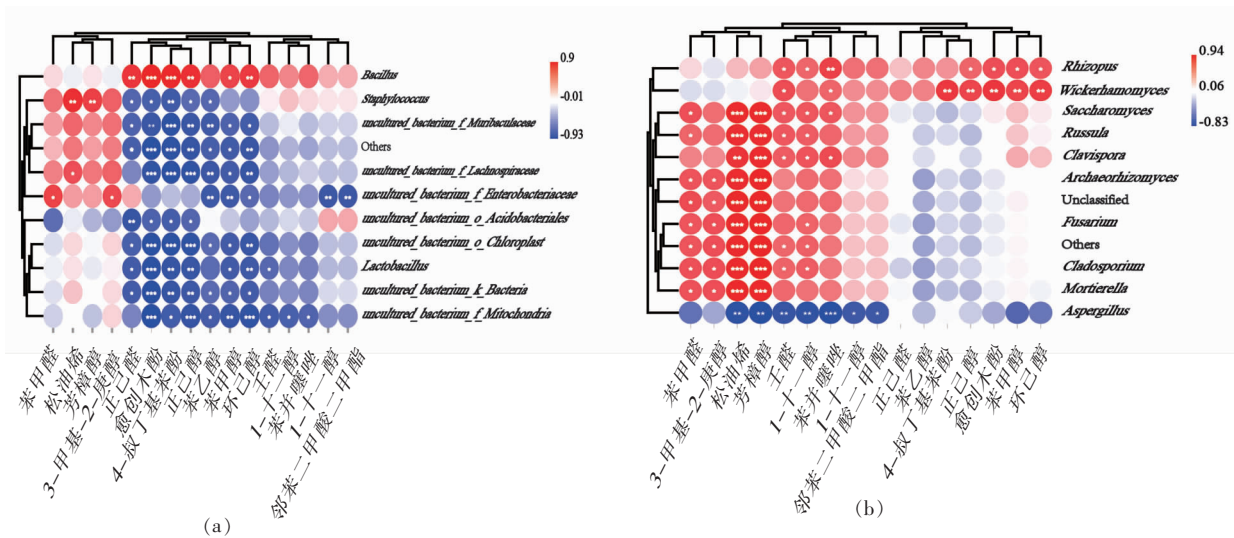 0.9
-0.01
-0.93
Bacillus
Staphylococcus
uncultured_bacterium_f_Muribaculaceae
Others
uncultured_bacterium_f_Lachnospiraceae
uncultured_bacterium_f_Enterobacteriaceae
uncultured_bacterium_o_Acidobacteriales
uncultured_bacterium_o_Chloroplast
Lactobacillus
uncultured_bacterium_k_Bacteria
uncultured_bacterium_f_Mitochondria
苯甲醛
松油烯
芳樟醇
3-甲基-2-庚醇
正己醛
愈创木酚
4-叔丁基苯酚
正己醇
苯乙醇
苯甲醇
环己醇
壬醛
1-十一醇
苯并噻唑
1-十二醇
邻苯二甲酸二甲酯
(a)
0.94
0.06
-0.83
Rhizopus
Wickerhamomyces
Saccharomyces
Russula
Clavispora
Archaeorhizomyces
Unclassified
Fusarium
Others
Cladosporium
Mortierella
Aspergillus
苯甲醛
3-甲基-2-庚醇
松油烯
芳樟醇
壬醛
1-十一醇
苯并噻唑
1-十二醇
邻苯二甲酸二甲酯
正己醛
苯乙醇
4-叔丁基苯酚
正己醇
愈创木酚
苯甲醇
环己醇
(b)